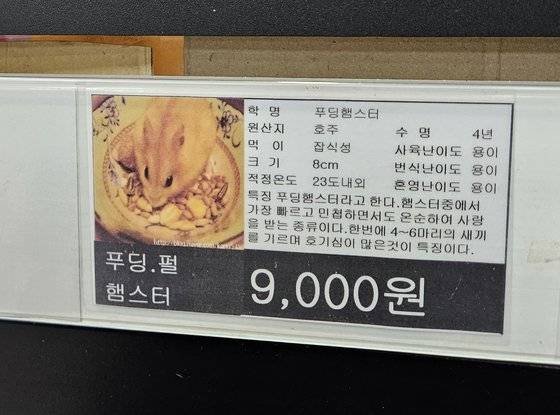 학 명 푸딩햄스터
원산지 호주 수 명 4년
먹 이 잡식성 사육난이도 용이
크 기 8cm 번식난이도 용이
적정온도 23도내외 혼영난이도 용이
특징 푸딩햄스터라고 한다.햄스터중에서
가장 빠르고 민첩하면서도 온순하여 사랑
을 받는 종류이다.한번에 4~6마리의 새끼
를 기르며 호기심이 많은것이 특징이다.
푸딩.펄
햄스터
9,000원